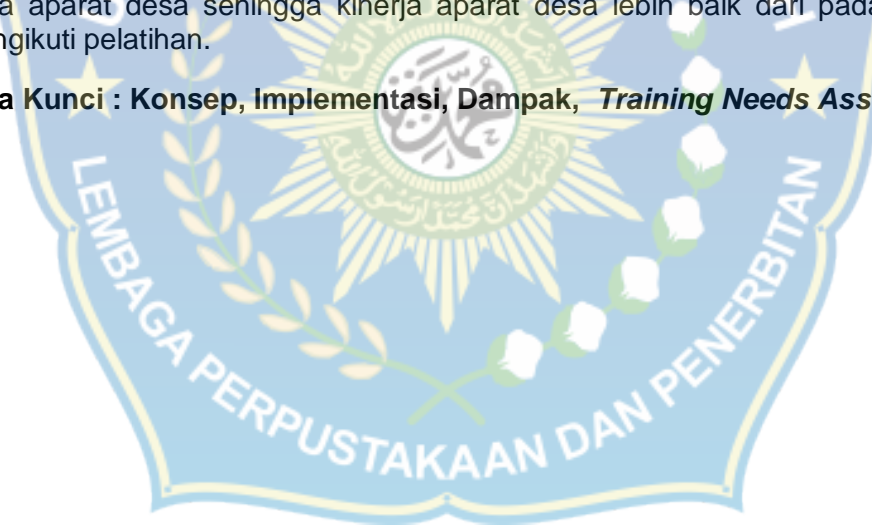 a aparat desa sehingga kinerja aparat desa lebih baik dari pada
ngikuti pelatihan.
a Kunci : Konsep, Implementasi, Dampak, Training Needs Ass
LEMBAGA PERPUSTAKAAN DAN PENERBITAN
محمد